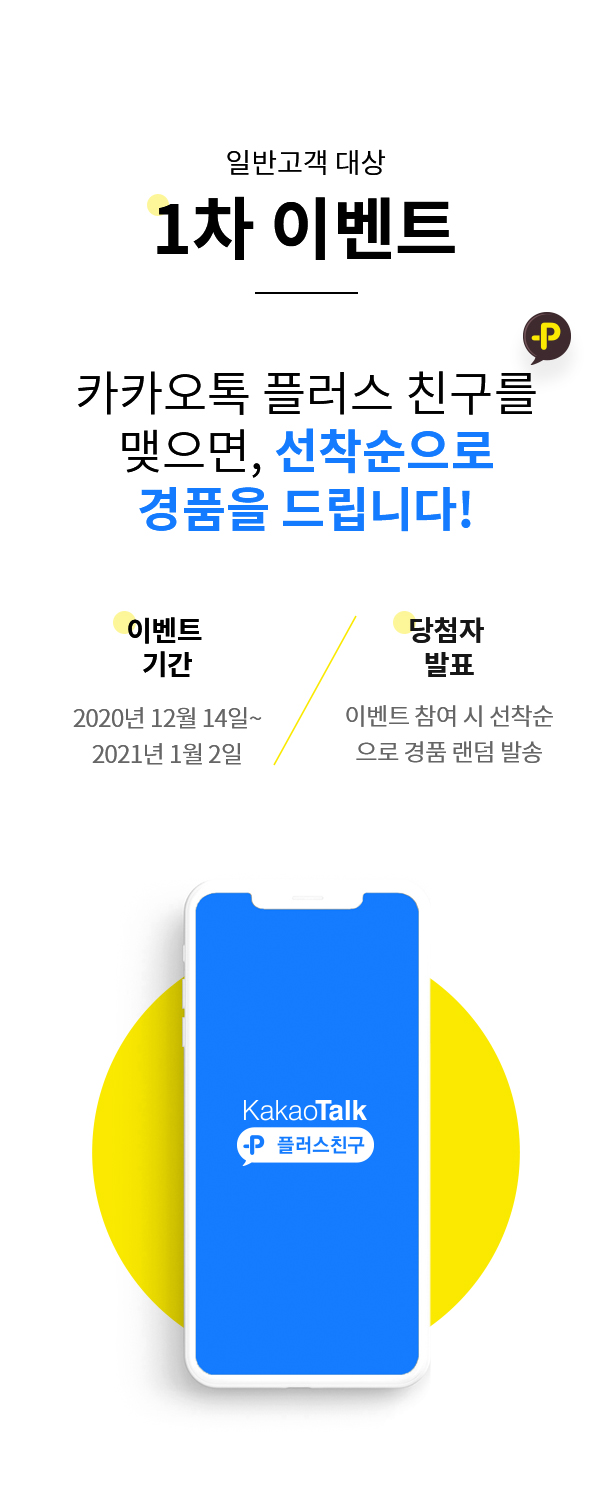 일반고객 대상
1차 이벤트
카카오톡 플러스 친구를
맺으면, 선착순으로
경품을 드립니다!
이벤트
기간
2020년 12월 14일~
2021년 1월 2일
당첨자
발표
이벤트 참여 시 선착순
으로 경품 랜덤 발송
KakaoTalk
플러스친구